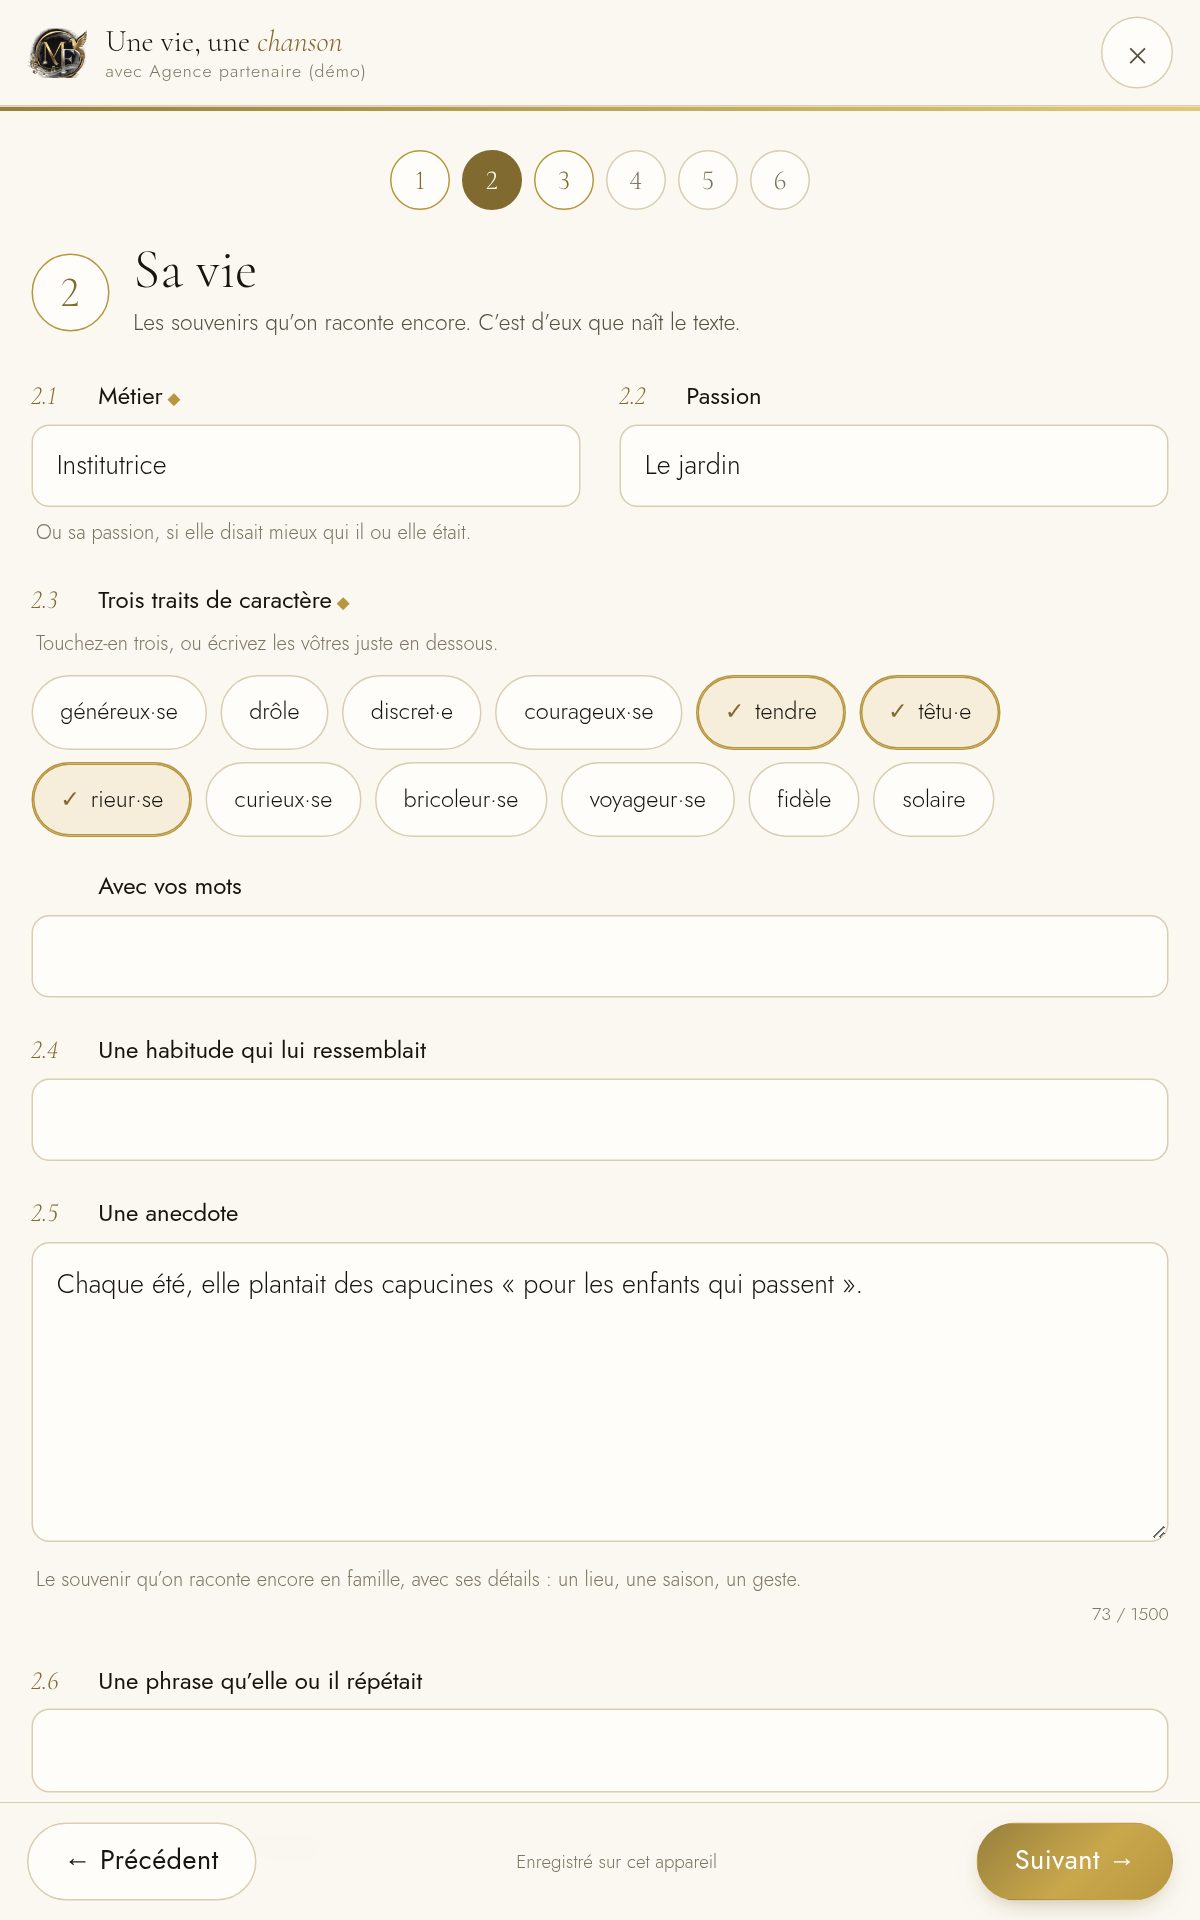 MF
Une vie, une chanson
avec Agence partenaire (démo)
×
1 2 3 4 5 6
2 Sa vie
Les souvenirs qu’on raconte encore. C’est d’eux que naît le texte.
2.1 Métier ◆
Institutrice
Ou sa passion, si elle disait mieux qui il ou elle était.
2.2 Passion
Le jardin
2.3 Trois traits de caractère ◆
Touchez-en trois, ou écrivez les vôtres juste en dessous.
généreux·se drôle discret·e courageux·se ✓ tendre ✓ têtu·e
✓ rieur·se curieux·se bricoleur·se voyageur·se fidèle solaire
Avec vos mots
2.4 Une habitude qui lui ressemblait
2.5 Une anecdote
Chaque été, elle plantait des capucines « pour les enfants qui passent ».
Le souvenir qu’on raconte encore en famille, avec ses détails : un lieu, une saison, un geste.
73 / 1500
2.6 Une phrase qu’elle ou il répétait
← Précédent
Enregistré sur cet appareil
Suivant →